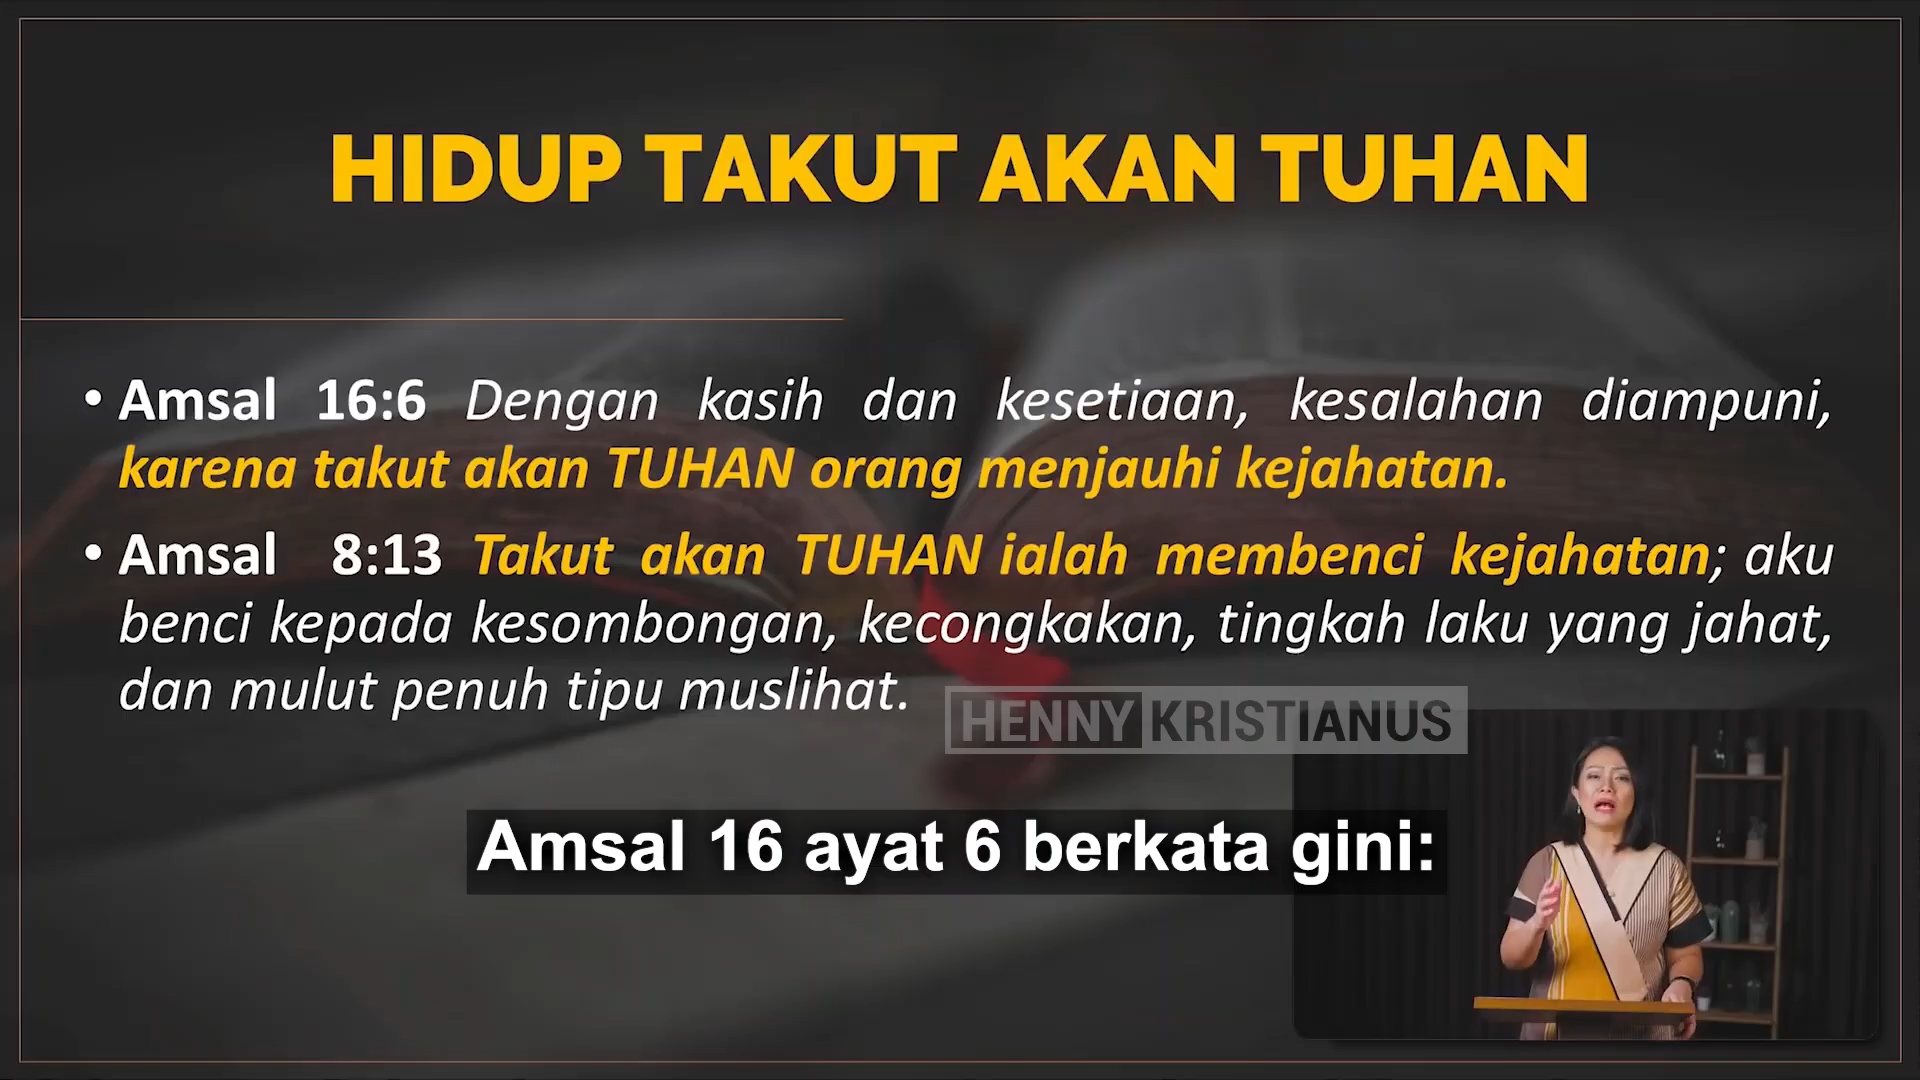 HIDUP TAKUT AKAN TUHAN
• Amsal 16:6 Dengan kasih dan kesetiaan, kesalahan diampuni,
karena takut akan TUHAN orang menjauhi kejahatan.
• Amsal 8:13 Takut akan TUHAN ialah membenci kejahatan; aku
benci kepada kesombongan, kecongkakan, tingkah laku yang jahat,
dan mulut penuh tipu muslihat.
HENNY KRISTIANUS
Amsal 16 ayat 6 berkata gini: